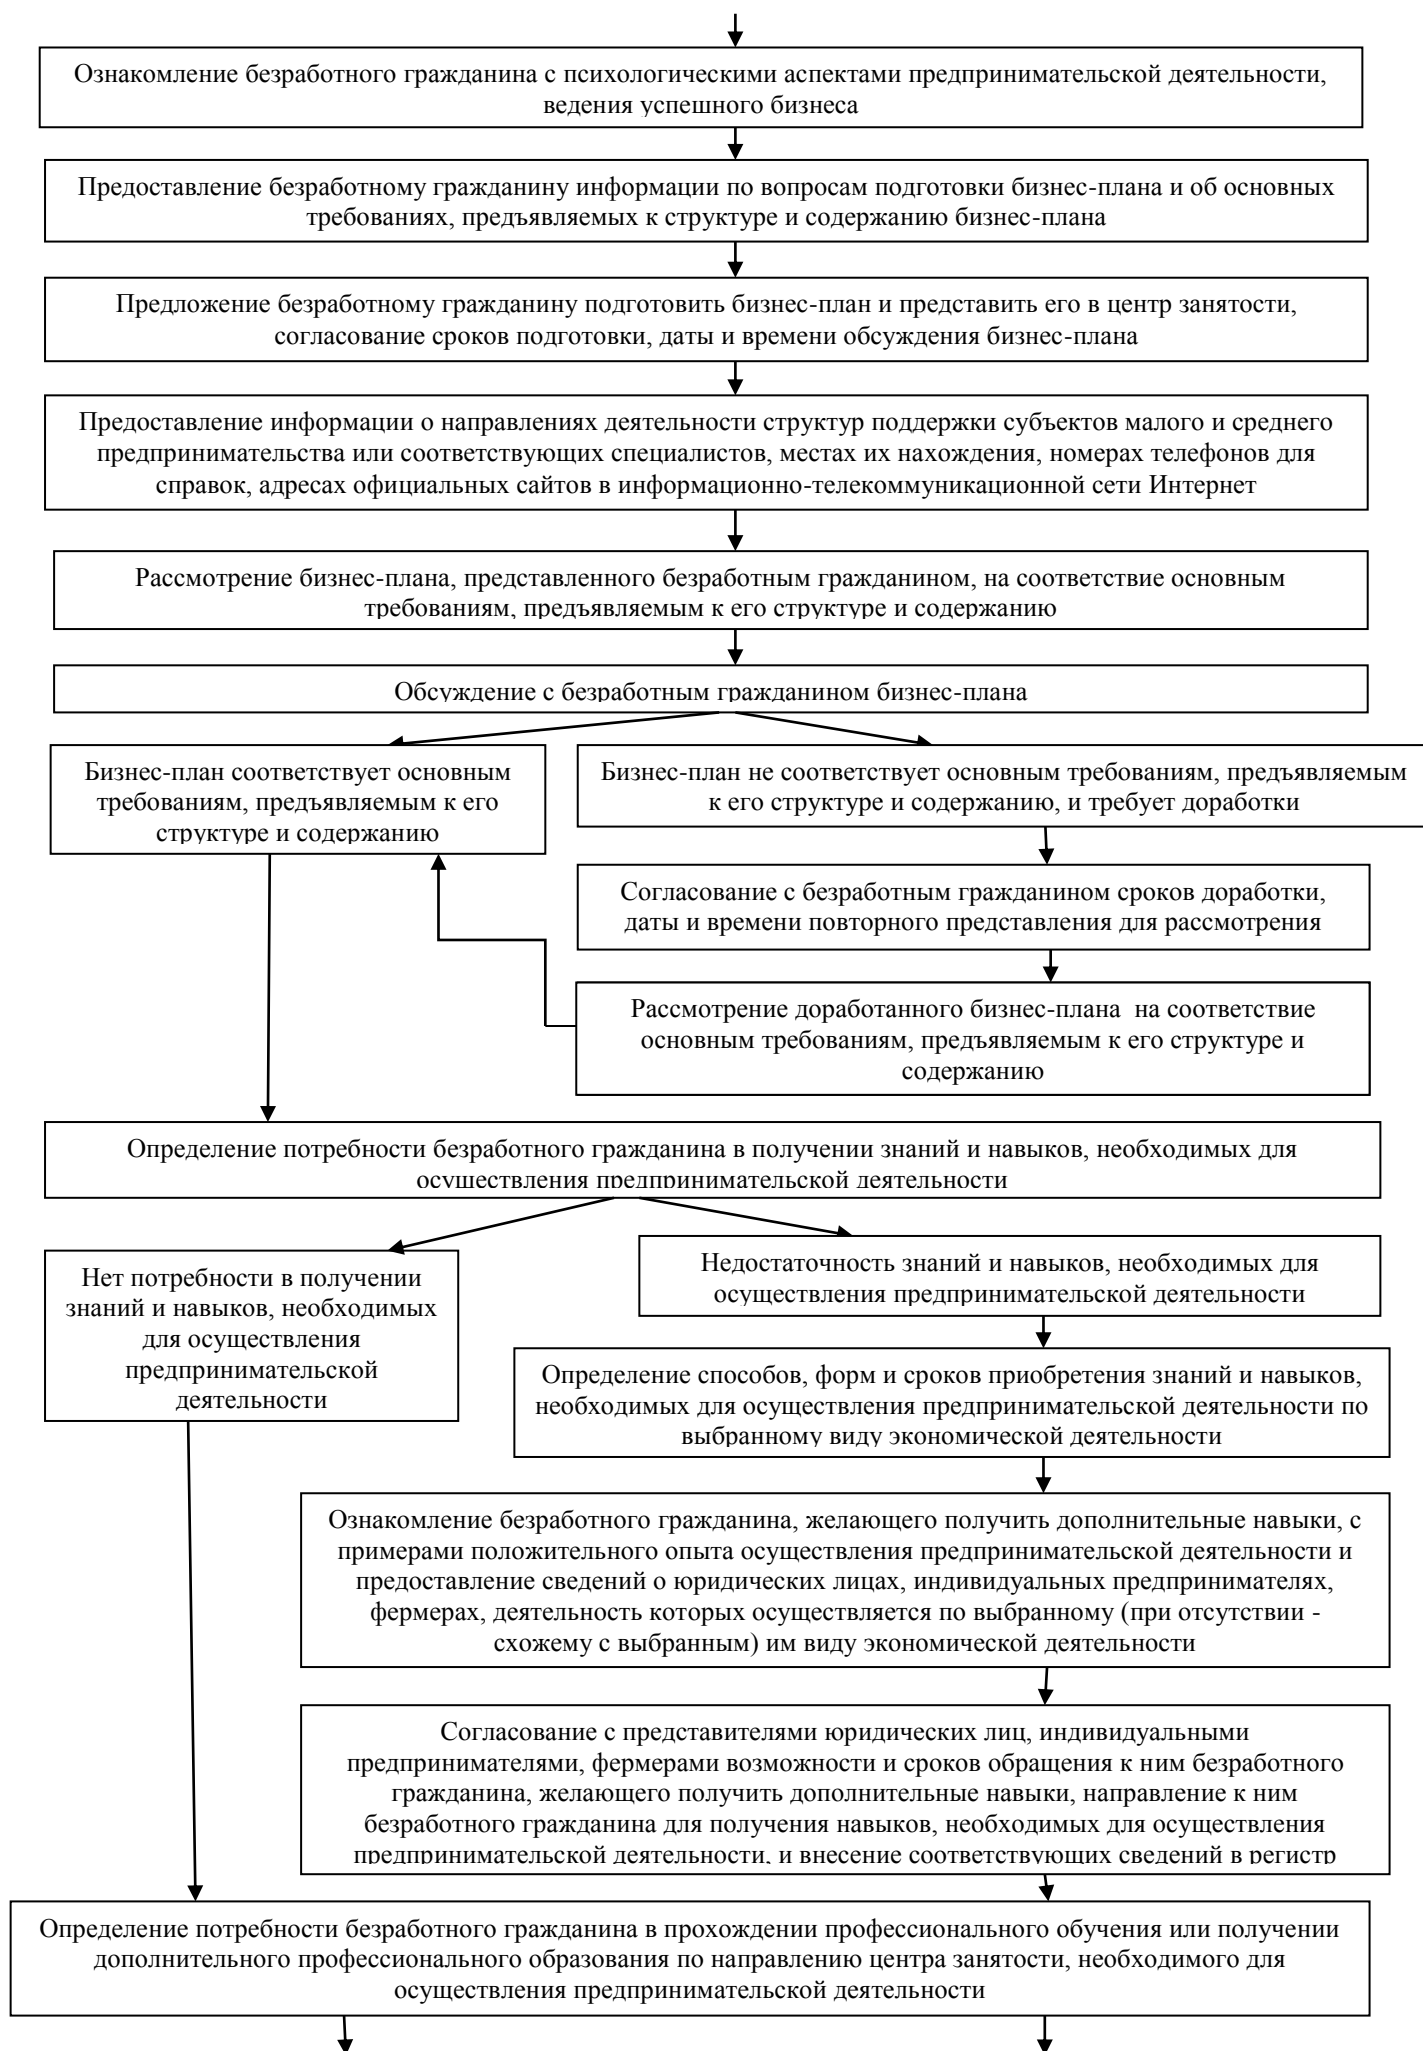 Ознакомление безработного гражданина с психологическими аспектами предпринимательской деятельности,
ведения успешного бизнеса
Предоставление безработному гражданину информации по вопросам подготовки бизнес-плана и об основных
требованиях, предъявляемых к структуре и содержанию бизнес-плана
Предложение безработному гражданину подготовить бизнес-план и представить его в центр занятости,
согласование сроков подготовки, даты и времени обсуждения бизнес-плана
Предоставление информации о направлениях деятельности структур поддержки субъектов малого и среднего
предпринимательства или соответствующих специалистов, местах их нахождения, номерах телефонов для
справок, адресах официальных сайтов в информационно-телекоммуникационной сети Интернет
Рассмотрение бизнес-плана, представленного безработным гражданином, на соответствие основным
требованиям, предъявляемым к его структуре и содержанию
Обсуждение с безработным гражданином бизнес-плана
Бизнес-план соответствует основным
требованиям, предъявляемым к его
структуре и содержанию
Бизнес-план не соответствует основным требованиям, предъявляемым
к его структуре и содержанию, и требует доработки
Согласование с безработным гражданином сроков доработки,
даты и времени повторного представления для рассмотрения
Рассмотрение доработанного бизнес-плана на соответствие
основным требованиям, предъявляемым к его структуре и
содержанию
Определение потребности безработного гражданина в получении знаний и навыков, необходимых для
осуществления предпринимательской деятельности
Нет потребности в получении
знаний и навыков, необходимых
для осуществления
предпринимательской
деятельности
Недостаточность знаний и навыков, необходимых для
осуществления предпринимательской деятельности
Определение способов, форм и сроков приобретения знаний и навыков,
необходимых для осуществления предпринимательской деятельности по
выбранному виду экономической деятельности
Ознакомление безработного гражданина, желающего получить дополнительные навыки, с
примерами положительного опыта осуществления предпринимательской деятельности и
предоставление сведений о юридических лицах, индивидуальных предпринимателях,
фермерах, деятельность которых осуществляется по выбранному (при отсутствии -
схожему с выбранным) им виду экономической деятельности
Согласование с представителями юридических лиц, индивидуальными
предпринимателями, фермерами возможности и сроков обращения к ним безработного
гражданина, желающего получить дополнительные навыки, направление к ним
безработного гражданина для получения навыков, необходимых для осуществления
предпринимательской деятельности, и внесение соответствующих сведений в регистр
Определение потребности безработного гражданина в прохождении профессионального обучения или получении
дополнительного профессионального образования по направлению центра занятости, необходимого для
осуществления предпринимательской деятельности